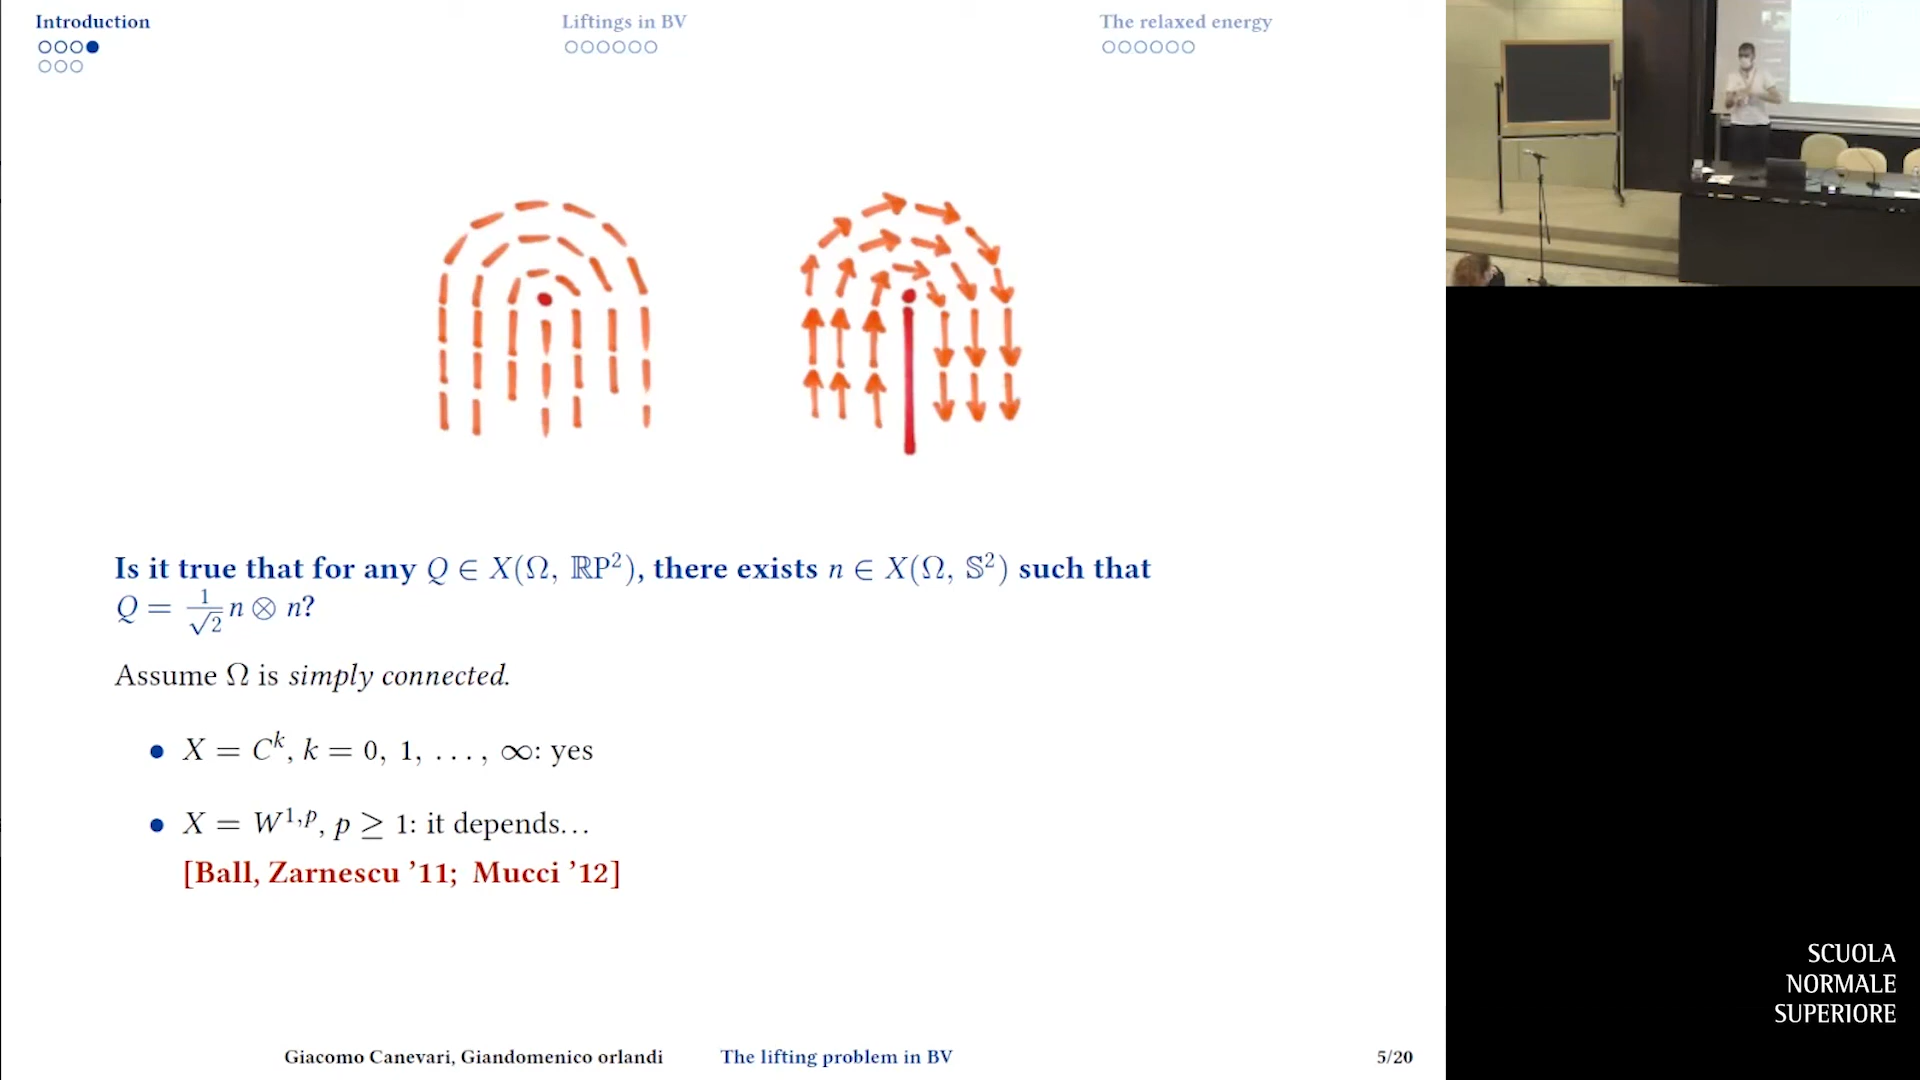 Introduction
Liftings in BV
The relaxed energy
Is it true that for any Q ∈ X(Ω, ℝP²), there exists n ∈ X(Ω, 𝕊²) such that
Q = 1/√2 n ⊗ n?
Assume Ω is simply connected.
• X = Cᵏ, k = 0, 1, …, ∞: yes
• X = W¹,ᵖ, p ≥ 1: it depends…
[Ball, Zarnescu ’11; Mucci ’12]
SCUOLA
NORMALE
SUPERIORE
Giacomo Canevari, Giandomenico orlandi
The lifting problem in BV
5/20